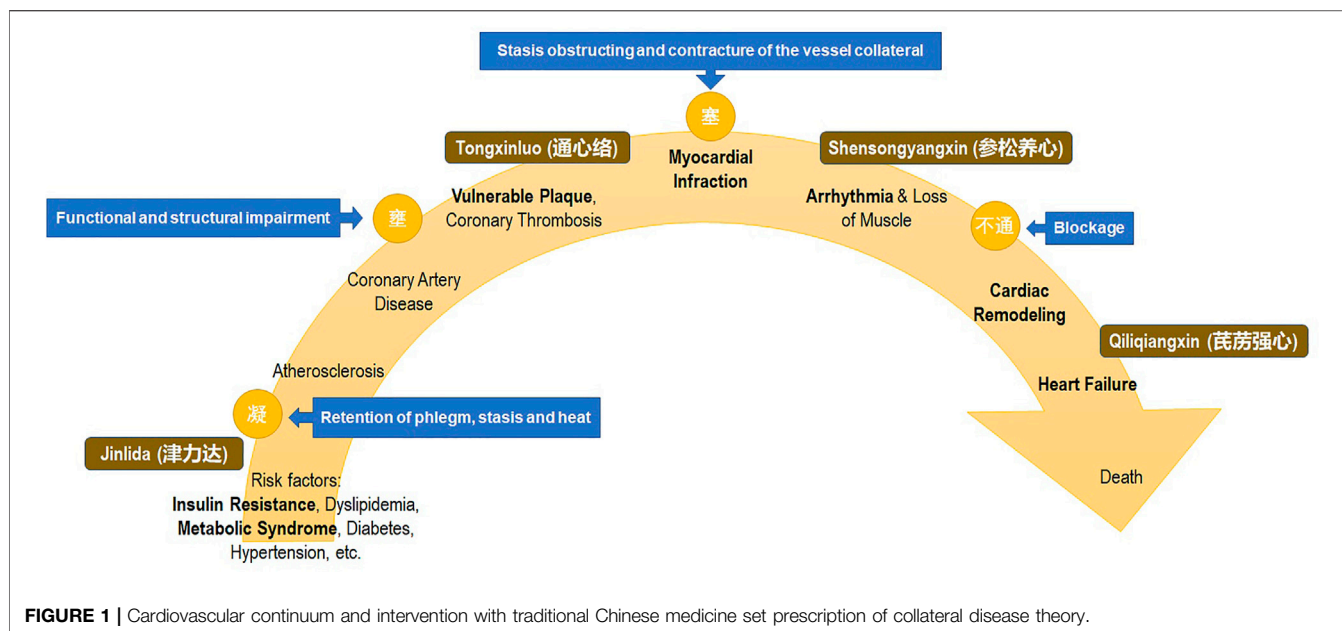 Stasis obstructing and contracture of the vessel collateral
塞
Tongxinluo (通心络)
Shensongyangxin (参松养心)
Myocardial
Infraction
Vulnerable Plaque,
Coronary Thrombosis
Arrhythmia & Loss
of Muscle
Functional and structural impairment
壅
不通
Blockage
Coronary Artery
Disease
Cardiac
Remodeling
Qiliqiangxin (芪苈强心)
Atherosclerosis
Heart Failure
凝
Retention of phlegm, stasis and heat
Jinlida (津力达)
Risk factors:
Insulin Resistance, Dyslipidemia,
Metabolic Syndrome, Diabetes,
Hypertension, etc.
Death
FIGURE 1 | Cardiovascular continuum and intervention with traditional Chinese medicine set prescription of collateral disease theory.